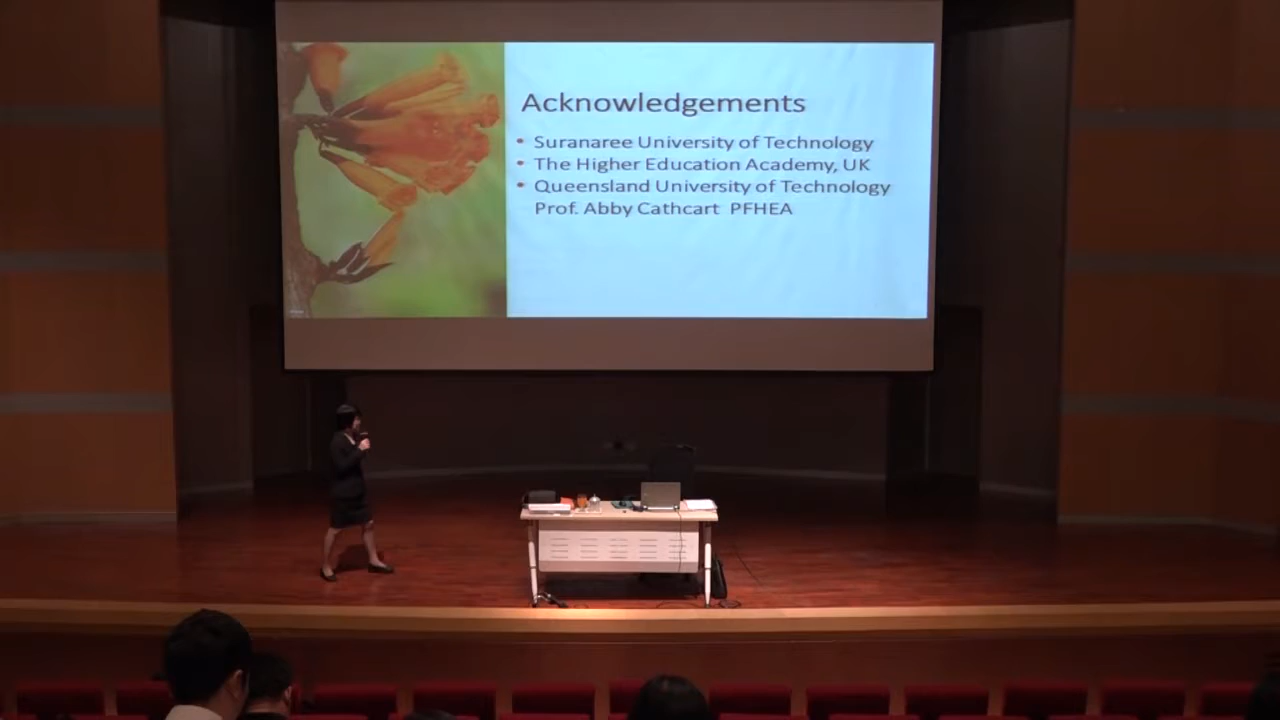 Acknowledgements
• Suranaree University of Technology
• The Higher Education Academy, UK
• Queensland University of Technology
Prof. Abby Cathcart PFHEA